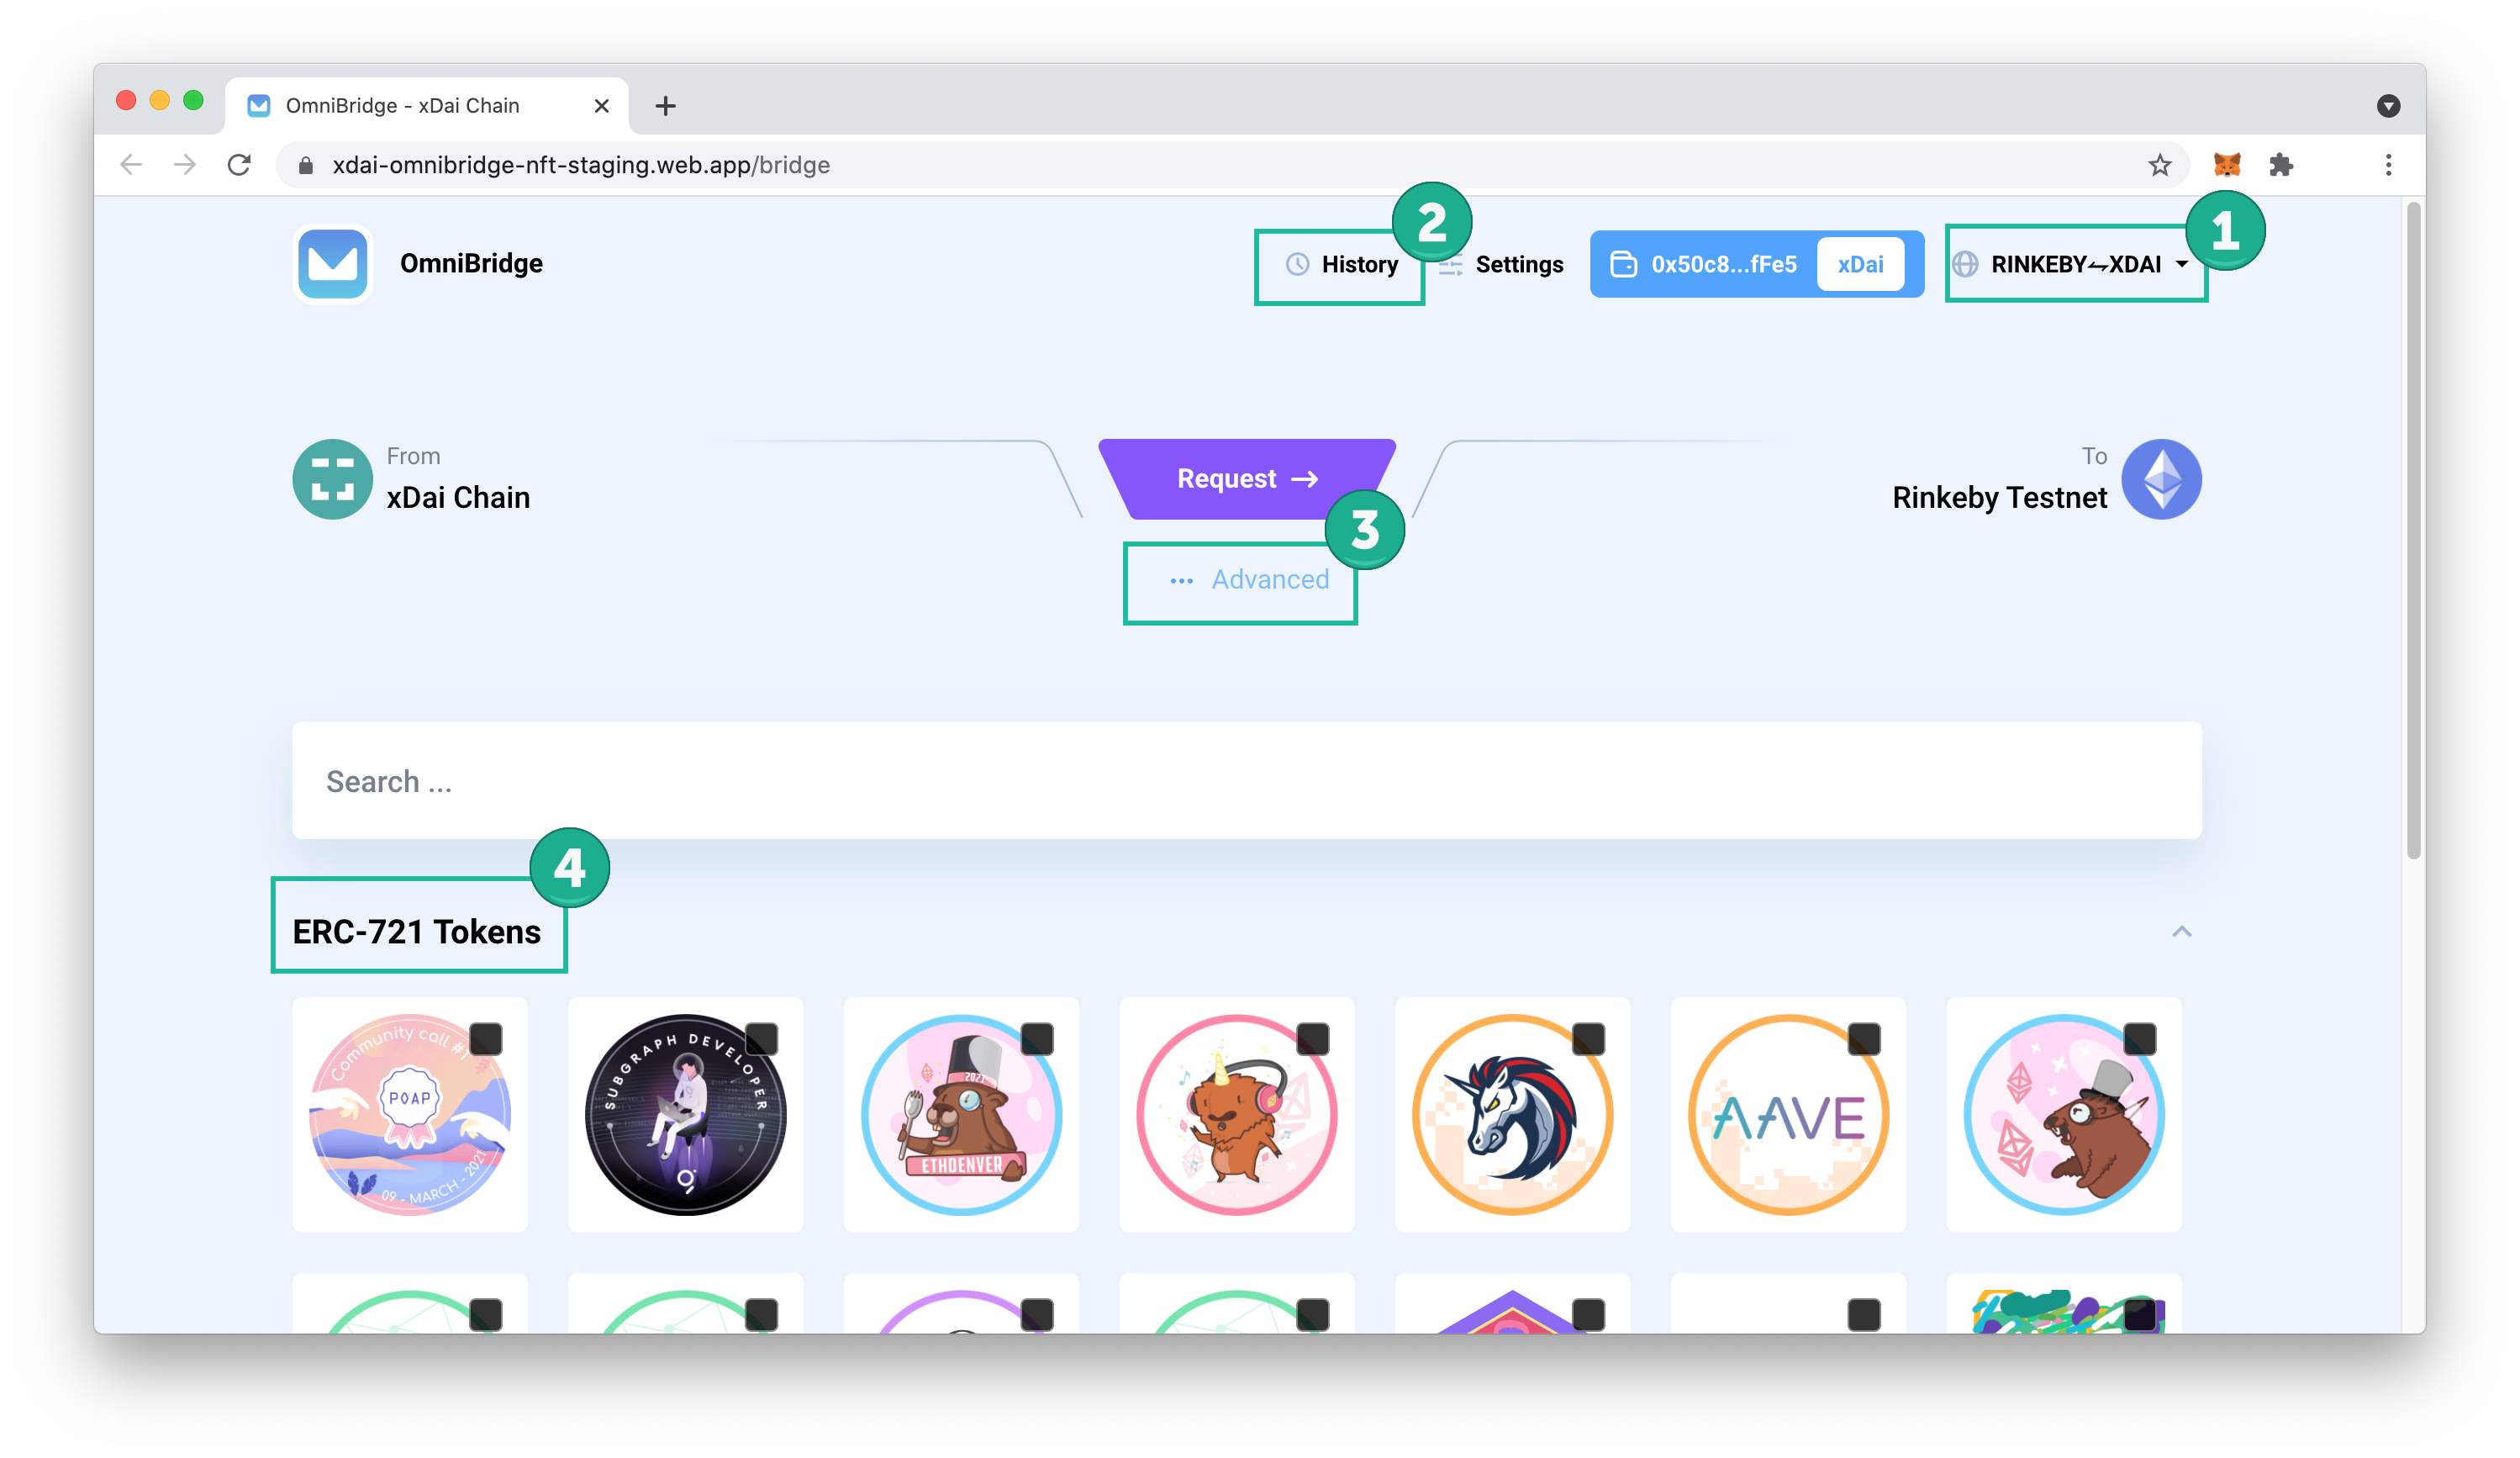 OmniBridge - xDai Chain
xdai-omnibridge-nft-staging.web.app/bridge
OmniBridge
History
2
Settings
0x50c8...fFe5
xDai
RINKEBY⇋XDAI
1
From
xDai Chain
Request →
To
Rinkeby Testnet
3
... Advanced
Search ...
4
ERC-721 Tokens
Community call #1
POAP
09 - MARCH - 2021
SUBGRAPH DEVELOPER
2021
ETHDENVER
AAVE